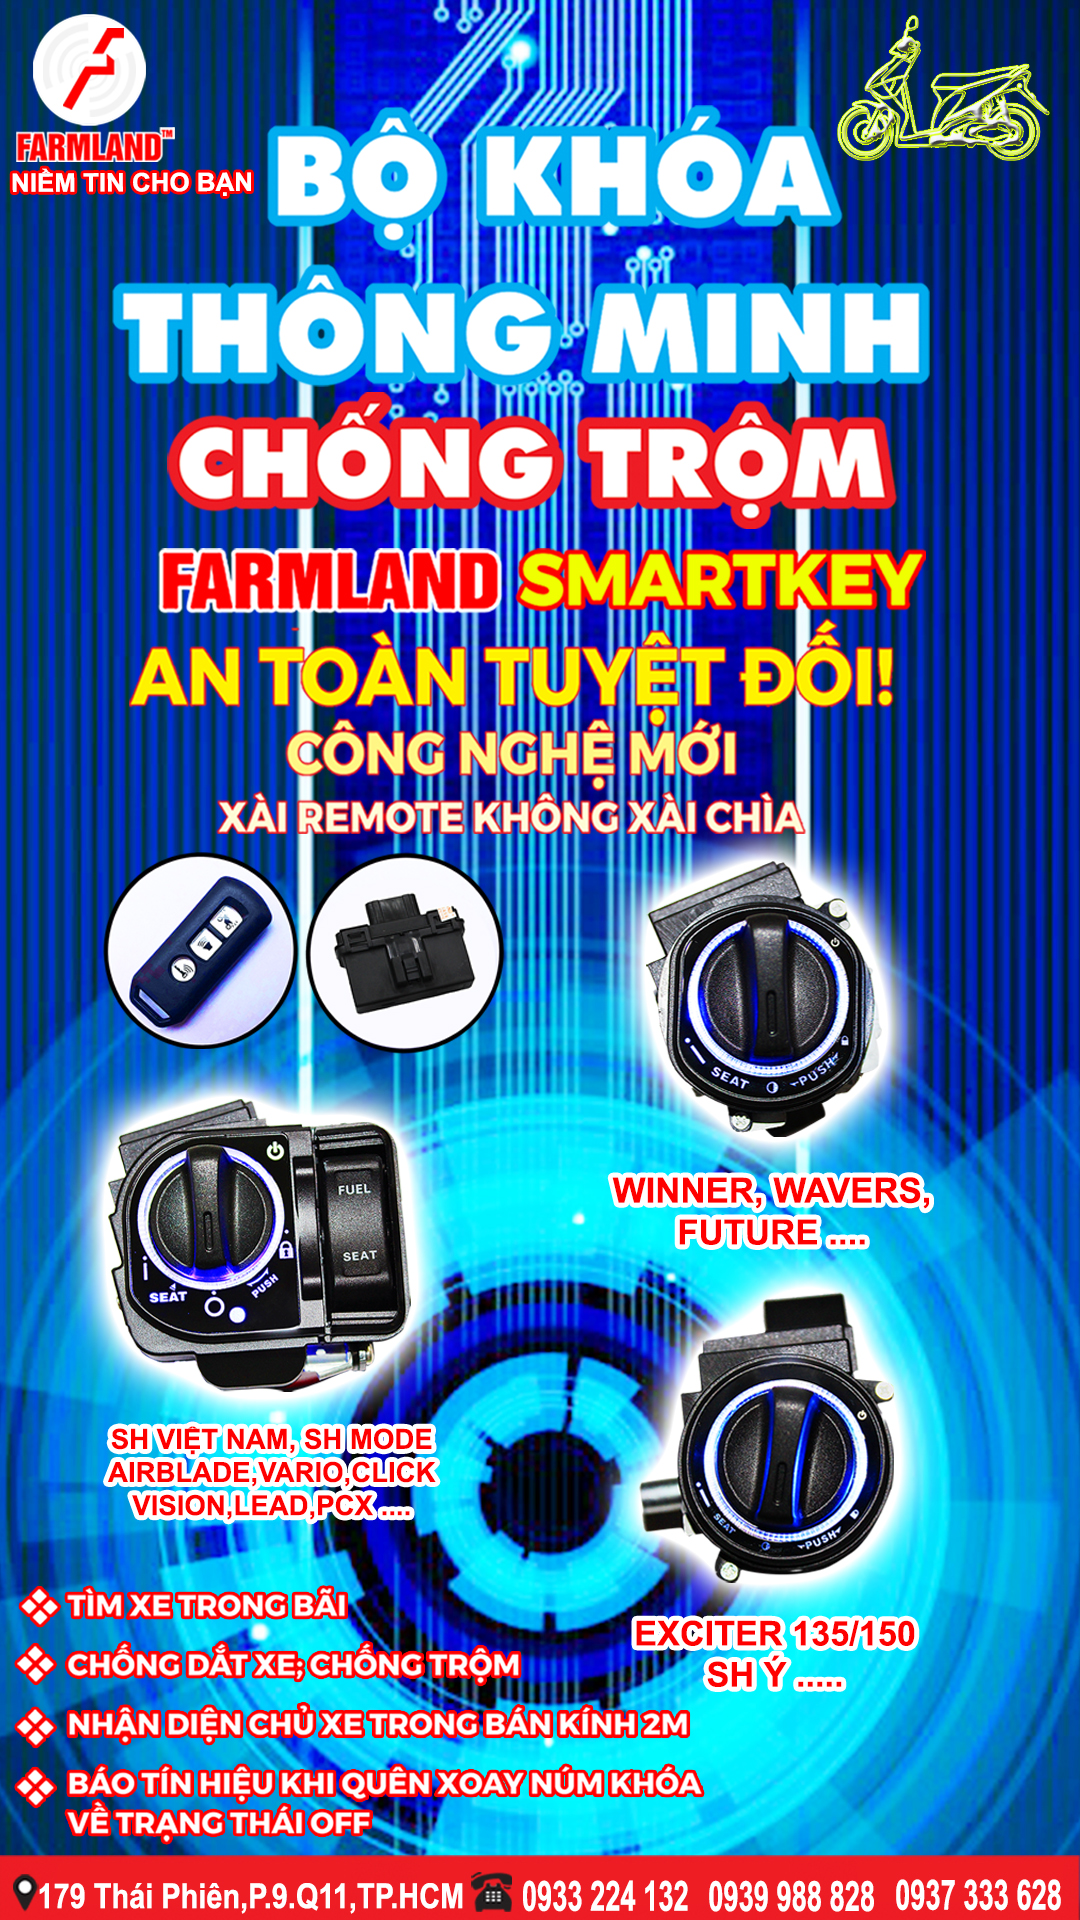 FARMLAND™
NIỀM TIN CHO BẠN
BỘ KHÓA
THÔNG MINH
CHỐNG TRỘM
FARMLAND SMARTKEY
AN TOÀN TUYỆT ĐỐI!
CÔNG NGHỆ MỚI
XÀI REMOTE KHÔNG XÀI CHÌA
SEAT PUSH
WINNER, WAVERS,
FUTURE ....
FUEL
SEAT
SEAT PUSH
SH VIỆT NAM, SH MODE
AIRBLADE,VARIO,CLICK
VISION,LEAD,PCX ....
SEAT PUSH
EXCITER 135/150
SH Ý .....
TÌM XE TRONG BÃI
CHỐNG DẮT XE; CHỐNG TRỘM
NHẬN DIỆN CHỦ XE TRONG BÁN KÍNH 2M
BÁO TÍN HIỆU KHI QUÊN XOAY NÚM KHÓA
VỀ TRẠNG THÁI OFF
179 Thái Phiên,P.9.Q11,TP.HCM 0933 224 132 0939 988 828 0937 333 628